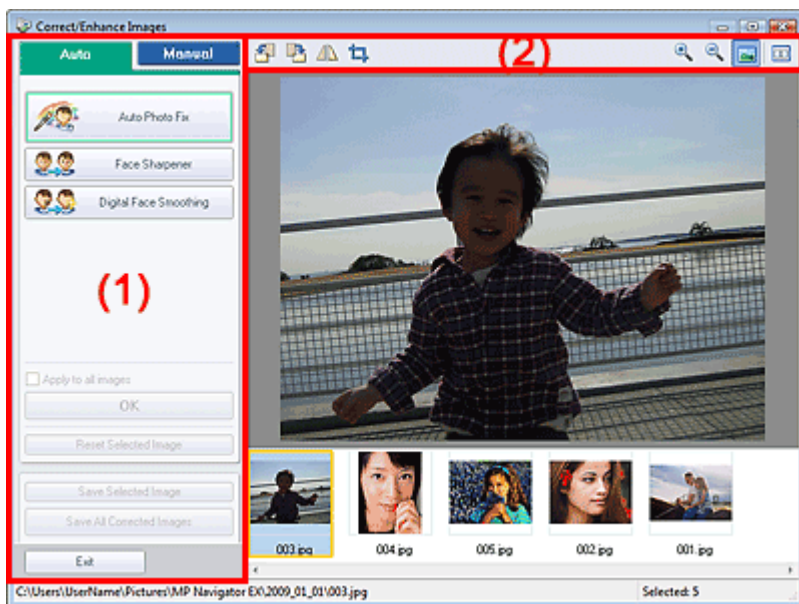 Correct/Enhance Images
Auto
Manual
(2)
Auto Photo Fix
Face Sharpener
Digital Face Smoothing
(1)
Apply to all images
OK
Reset Selected Image
Save Selected Image
Save All Corrected Images
Exit
003.jpg
004.jpg
005.jpg
002.jpg
001.jpg
C:\Users\UserName\Pictures\MP Navigator EX\2009_01_01\003.jpg
Selected: 5